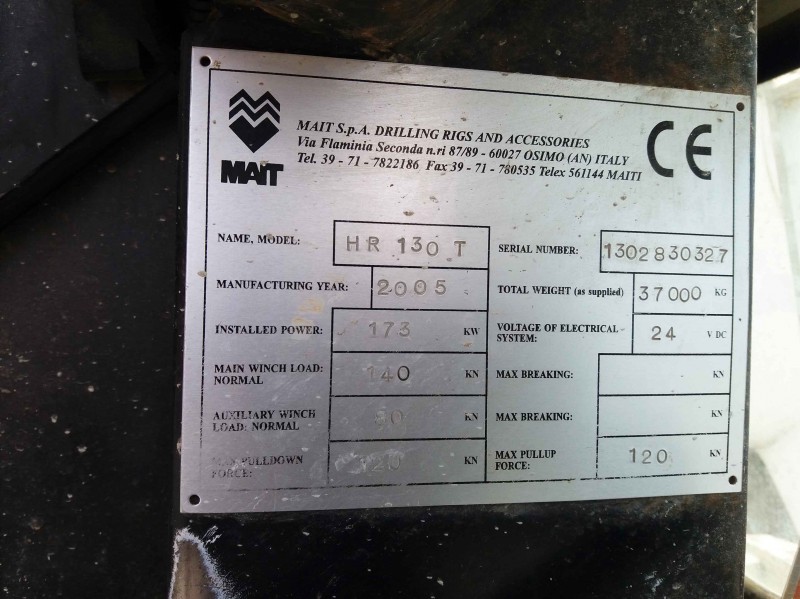 MAIT S.p.A. DRILLING RIGS AND ACCESSORIES
Via Flaminia Seconda n.ri 87/89 - 60027 OSIMO (AN) ITALY
Tel. 39 - 71 - 7822186 Fax 39 - 71 - 780535 Telex 561144 MAITI
CE
MAIT
NAME, MODEL: HR 130 T SERIAL NUMBER: 1302830327
MANUFACTURING YEAR: 2005 TOTAL WEIGHT (as supplied) 37000 KG
INSTALLED POWER: 173 KW VOLTAGE OF ELECTRICAL
SYSTEM: 24 V DC
MAIN WINCH LOAD:
NORMAL 140 KN MAX BREAKING: KN
AUXILIARY WINCH
LOAD: NORMAL KN MAX BREAKING: KN
MAX PULLDOWN
FORCE: KN MAX PULLUP
FORCE: 120 KN